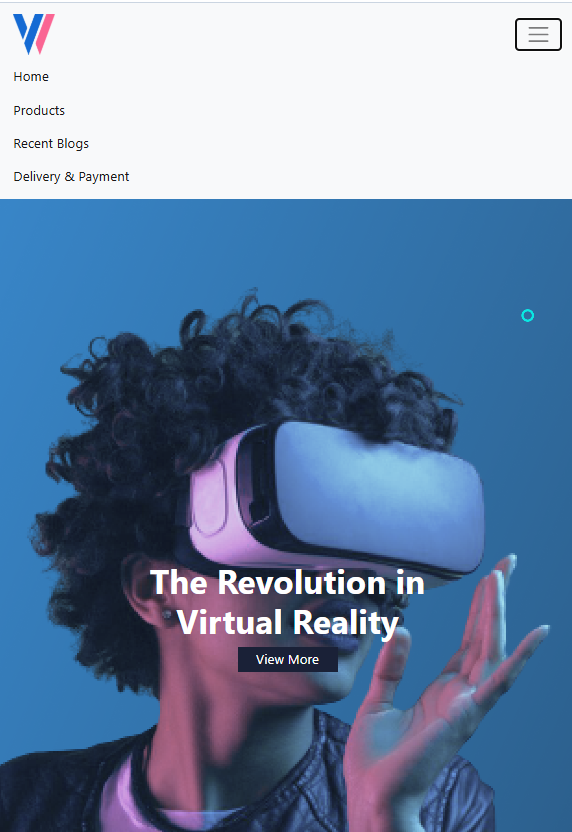 Home
Products
Recent Blogs
Delivery & Payment
The Revolution in
Virtual Reality
View More